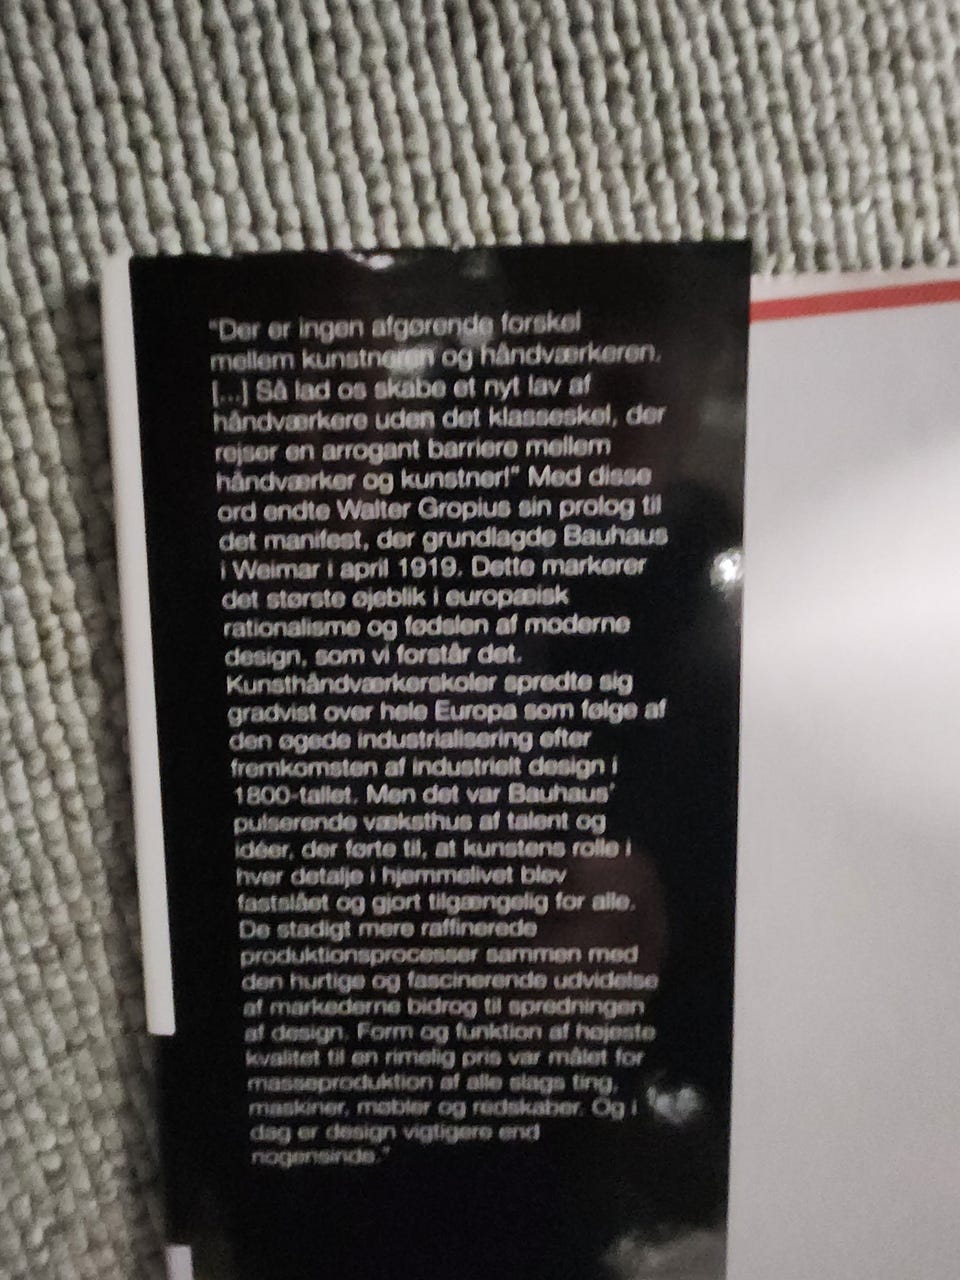 "Der er ingen afgørende forskel
mellem kunstneren og håndværkeren.
[...] Så lad os skabe et nyt lav af
håndværkere uden det klasseskel, der
rejser en arrogant barriere mellem
håndværker og kunstner!" Med disse
ord endte Walter Gropius sin prolog til
det manifest, der grundlagde Bauhaus
i Weimar i april 1919. Dette markerer
det største øjeblik i europæisk
rationalisme og fødslen af moderne
design, som vi forstår det.
Kunsthåndværkerskoler spredte sig
gradvist over hele Europa som følge af
den øgede industrialisering efter
fremkomsten af industrielt design i
1800-tallet. Men det var Bauhaus'
pulserende væksthus af talent og
idéer, der førte til, at kunstens rolle i
hver detalje i hjemmelivet blev
fastslået og gjort tilgængelig for alle.
De stadigt mere raffinerede
produktionsprocesser sammen med
den hurtige og fascinerende udvidelse
af markederne bidrog til spredningen
af design. Form og funktion af højeste
kvalitet til en rimelig pris var målet for
masseproduktion af alle slags ting,
maskiner, møbler og redskaber. Og i
dag er design vigtigere end
nogensinde."